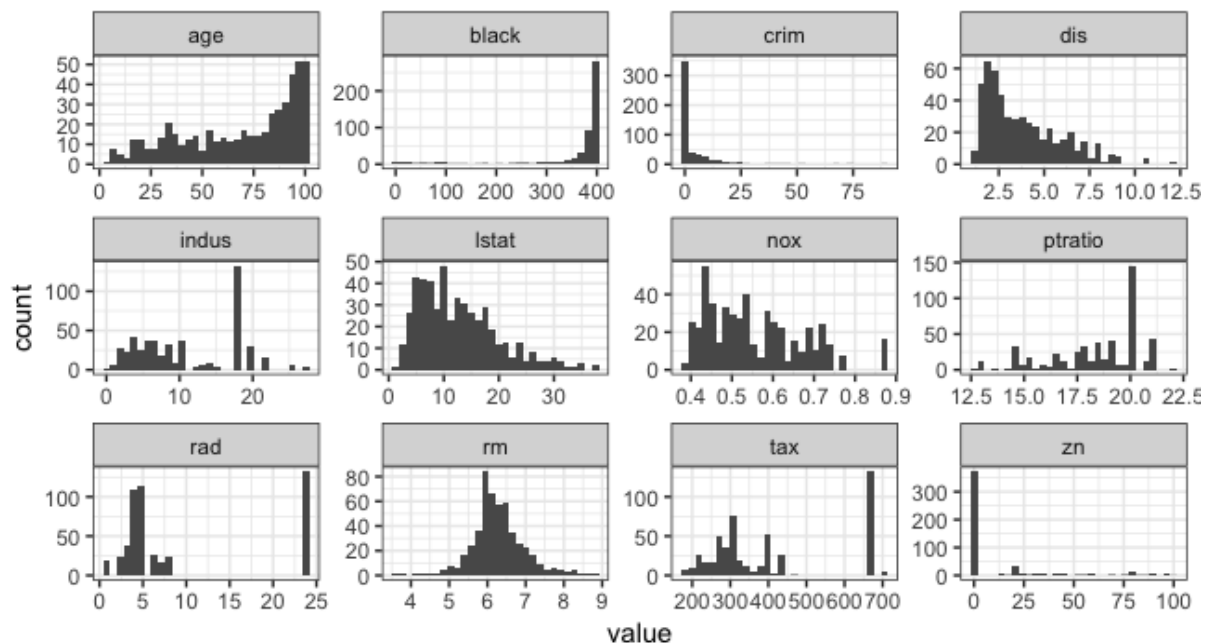 age black crim dis
50
40
30
20
10
0
200
100
0
300
200
100
0
60
40
20
0
0 25 50 75 100
0 100 200 300 400
0 25 50 75
2.5 5.0 7.5 10.0 12.5
indus lstat nox ptratio
100
50
0
50
40
30
20
10
0
40
20
0
150
100
50
0
0 10 20
0 10 20 30
0.4 0.5 0.6 0.7 0.8 0.9
12.5 15.0 17.5 20.0 22.5
rad rm tax zn
100
50
0
80
60
40
20
0
100
50
0
300
200
100
0
0 5 10 15 20 25
4 5 6 7 8 9
200 300 400 500 600 700
0 25 50 75 100
count
value